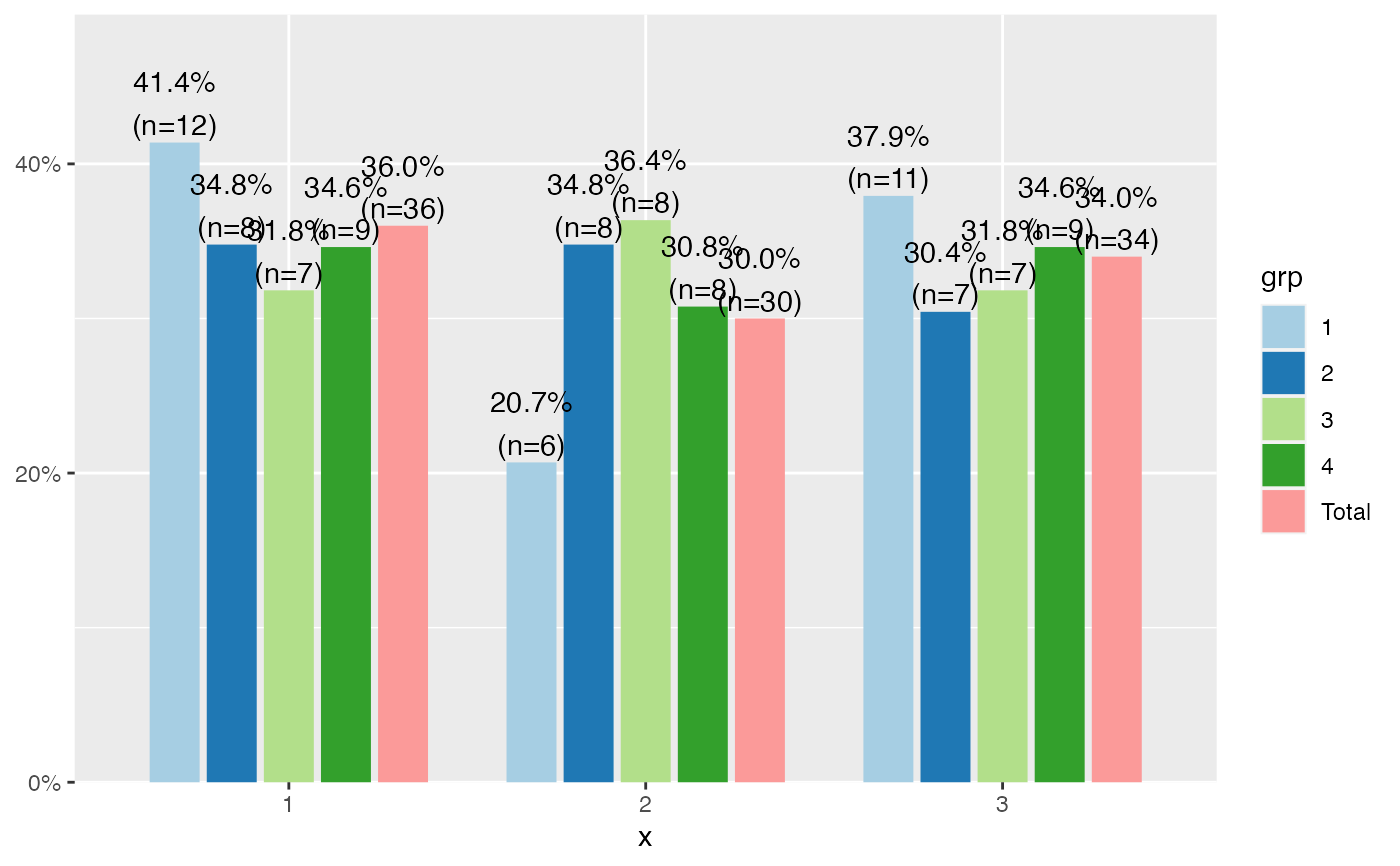 41.4%
(n=12)
34.8%
(n=8)
31.8%
(n=7)
34.6%
(n=9)
36.0%
(n=36)
20.7%
(n=6)
34.8%
(n=8)
36.4%
(n=8)
30.8%
(n=8)
30.0%
(n=30)
37.9%
(n=11)
30.4%
(n=7)
31.8%
(n=7)
34.6%
(n=9)
34.0%
(n=34)
40%
20%
0%
1
2
3
x
grp
1
2
3
4
Total